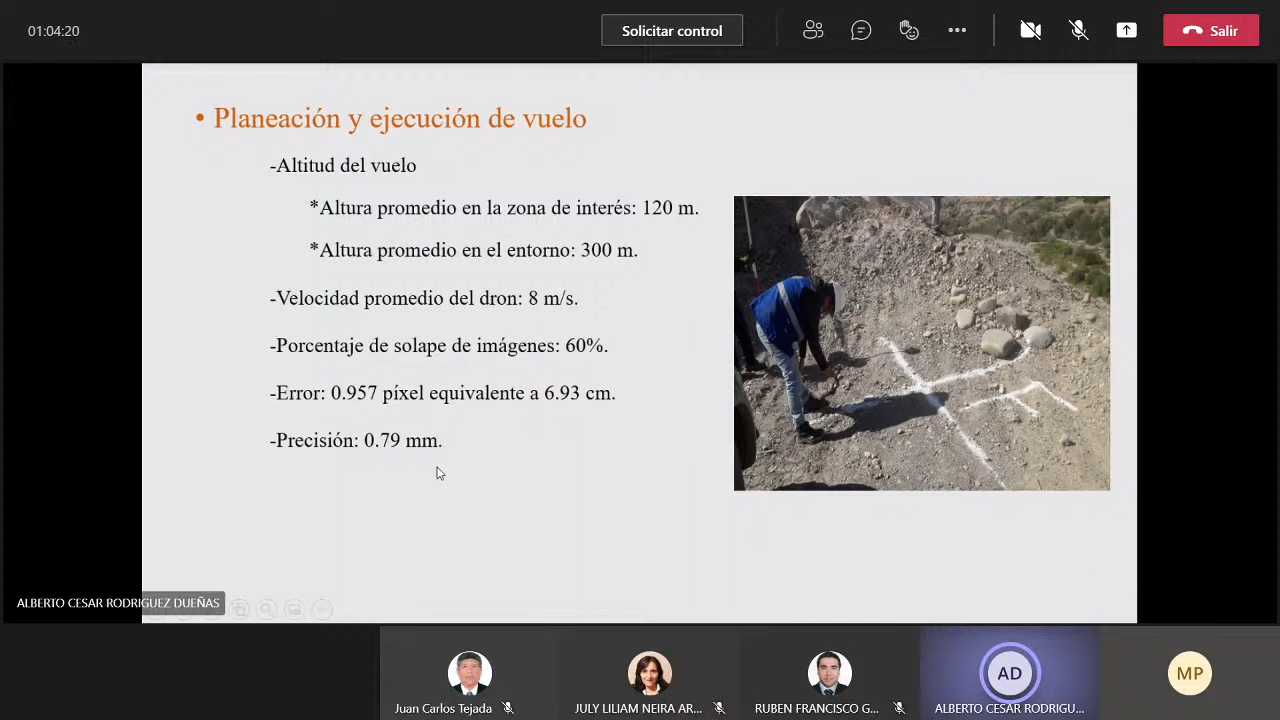 01:04:20
Solicitar control
Salir
• Planeación y ejecución de vuelo
-Altitud del vuelo
*Altura promedio en la zona de interés: 120 m.
*Altura promedio en el entorno: 300 m.
-Velocidad promedio del dron: 8 m/s.
-Porcentaje de solape de imágenes: 60%.
-Error: 0.957 píxel equivalente a 6.93 cm.
-Precisión: 0.79 mm.
ALBERTO CESAR RODRIGUEZ DUEÑAS
AD
MP
Juan Carlos Tejada
JULY LILIAM NEIRA AR...
RUBEN FRANCISCO G...
ALBERTO CESAR RODRIGU...